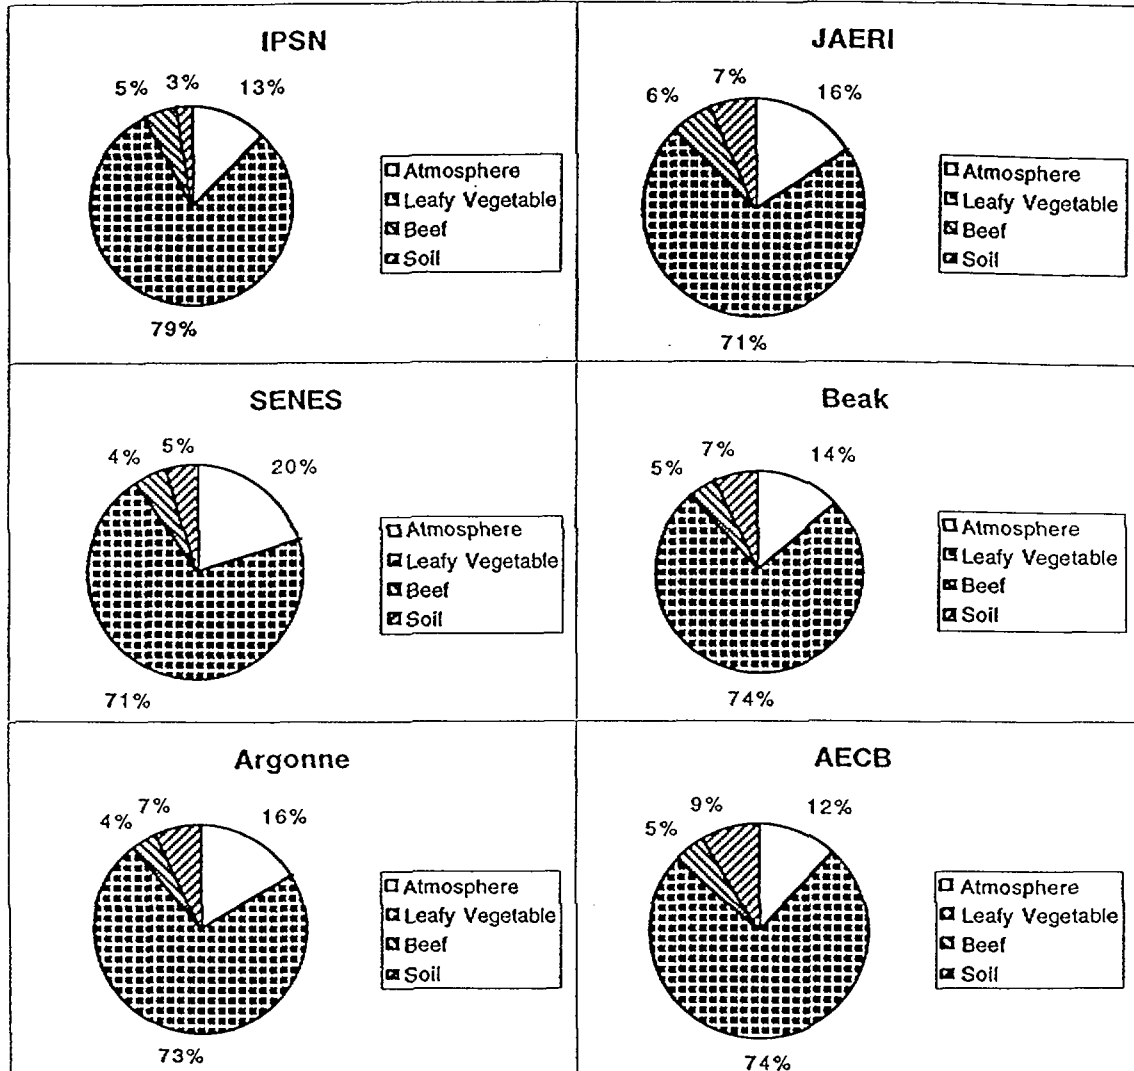 IPSN
5%
3%
13%
79%
Atmosphere
Leafy Vegetable
Beef
Soil
JAERI
6%
7%
16%
71%
Atmosphere
Leafy Vegetable
Beef
Soil
SENES
4%
5%
20%
71%
Atmosphere
Leafy Vegetable
Beef
Soil
Beak
5%
7%
14%
74%
Atmosphere
Leafy Vegetable
Beef
Soil
Argonne
4%
7%
16%
73%
Atmosphere
Leafy Vegetable
Beef
Soil
AECB
5%
9%
12%
74%
Atmosphere
Leafy Vegetable
Beef
Soil